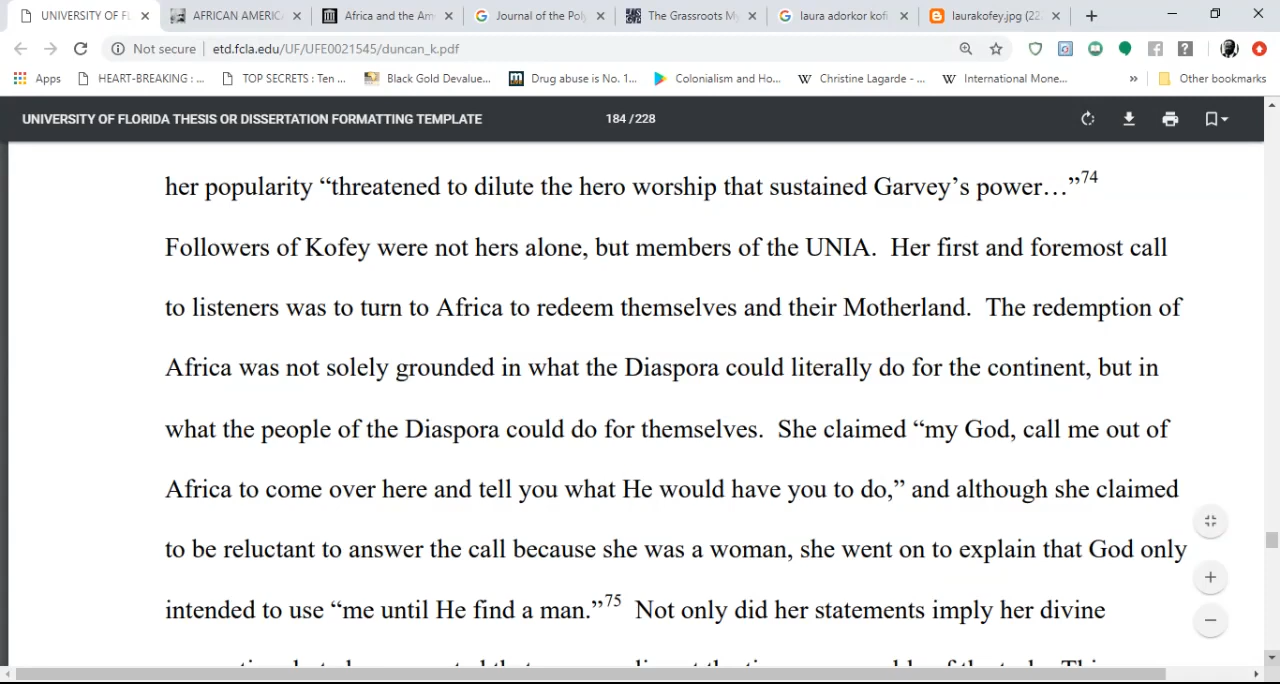 UNIVERSITY OF FL
AFRICAN AMERIC
Africa and the Am
Journal of the Pol
The Grassroots M
laura adorkor kofi
laurakofey.jpg (22
Not secure | etd.fcla.edu/UF/UFE0021545/duncan_k.pdf
Apps
HEART-BREAKING : ...
TOP SECRETS : Ten ...
Black Gold Devalue...
Drug abuse is No. 1...
Colonialism and Ho...
Christine Lagarde - ...
International Mone...
»
Other bookmarks
UNIVERSITY OF FLORIDA THESIS OR DISSERTATION FORMATTING TEMPLATE
184 / 228
her popularity “threatened to dilute the hero worship that sustained Garvey’s power…”74
Followers of Kofey were not hers alone, but members of the UNIA. Her first and foremost call
to listeners was to turn to Africa to redeem themselves and their Motherland. The redemption of
Africa was not solely grounded in what the Diaspora could literally do for the continent, but in
what the people of the Diaspora could do for themselves. She claimed “my God, call me out of
Africa to come over here and tell you what He would have you to do,” and although she claimed
to be reluctant to answer the call because she was a woman, she went on to explain that God only
intended to use “me until He find a man.”75 Not only did her statements imply her divine